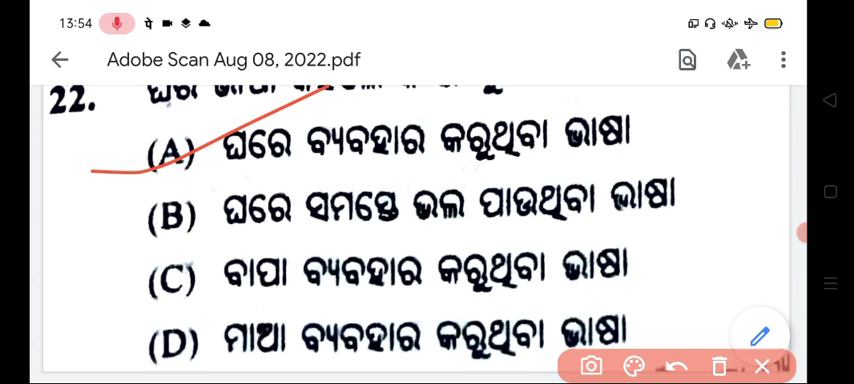 13:54
Adobe Scan Aug 08, 2022.pdf
22.
(A) ଘରେ ବ୍ୟବହାର କରୁଥିବା ଭାଷା
(B) ଘରେ ସମସ୍ତେ ଭଲ ପାଉଥିବା ଭାଷା
(C) ବାପା ବ୍ୟବହାର କରୁଥିବା ଭାଷା
(D) ମାଆ ବ୍ୟବହାର କରୁଥିବା ଭାଷା